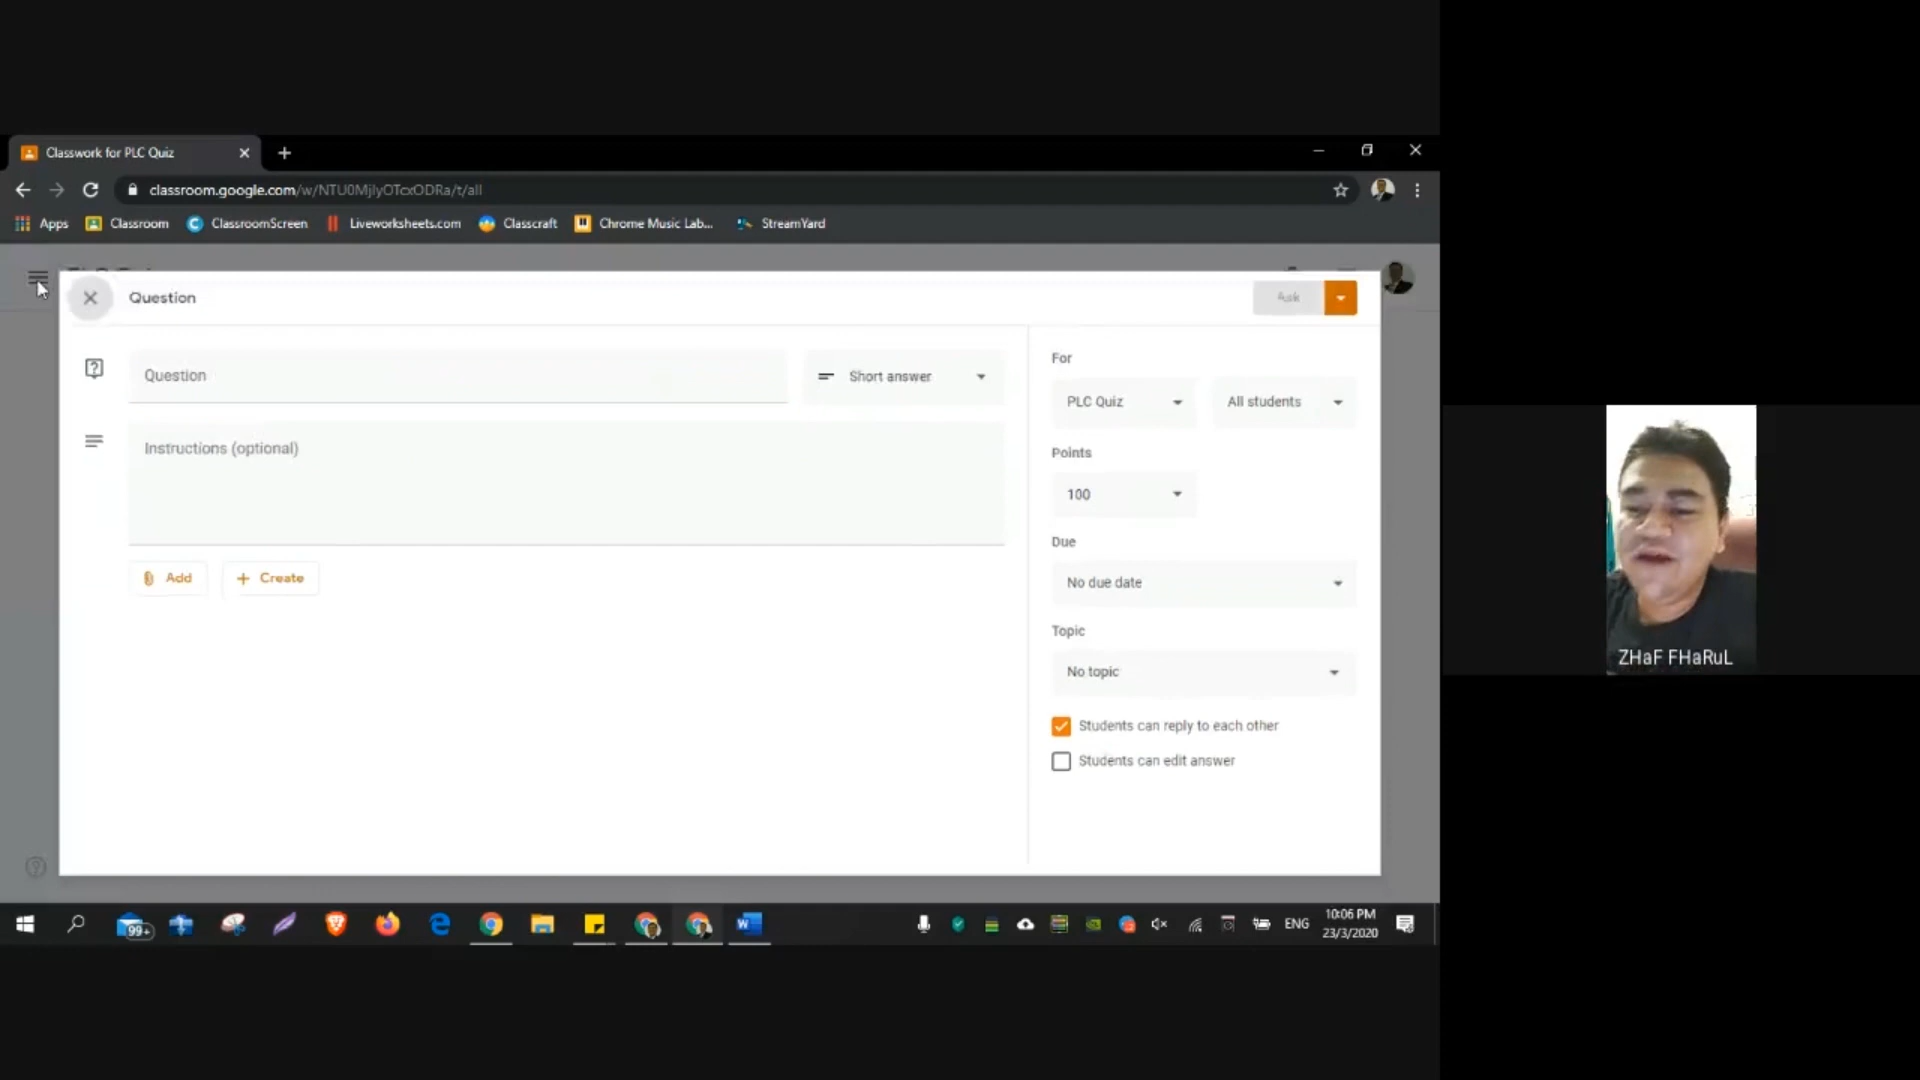 Classwork for PLC Quiz
classroom.google.com/w/NTU0MjIyOTcxODRa/t/all
Apps
Classroom
ClassroomScreen
Liveworksheets.com
Classcraft
Chrome Music Lab...
StreamYard
Question
Ask
Question
Short answer
Instructions (optional)
Add
Create
For
PLC Quiz
All students
Points
100
Due
No due date
Topic
No topic
Students can reply to each other
Students can edit answer
ZHaF FHaRuL
99+
ENG
10:06 PM
23/3/2020